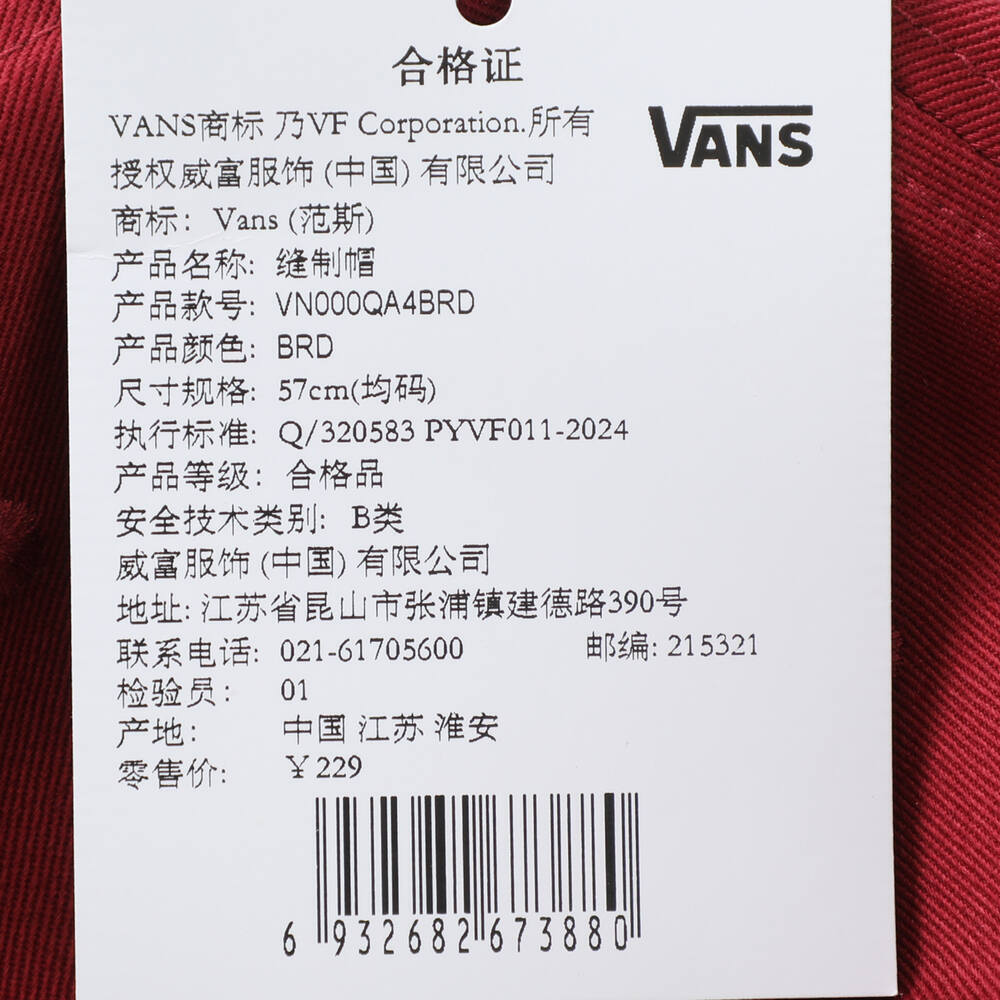 合格证
VANS商标 乃VF Corporation.所有
VANS
授权威富服饰 (中国) 有限公司
商标: Vans (范斯)
产品名称: 缝制帽
产品款号: VN000QA4BRD
产品颜色: BRD
尺寸规格: 57cm(均码)
执行标准: Q/320583 PYVF011-2024
产品等级: 合格品
安全技术类别: B类
威富服饰 (中国) 有限公司
地址: 江苏省昆山市张浦镇建德路390号
联系电话: 021-61705600 邮编: 215321
检验员: 01
产地: 中国 江苏 淮安
零售价: ¥229
6 932682 673880